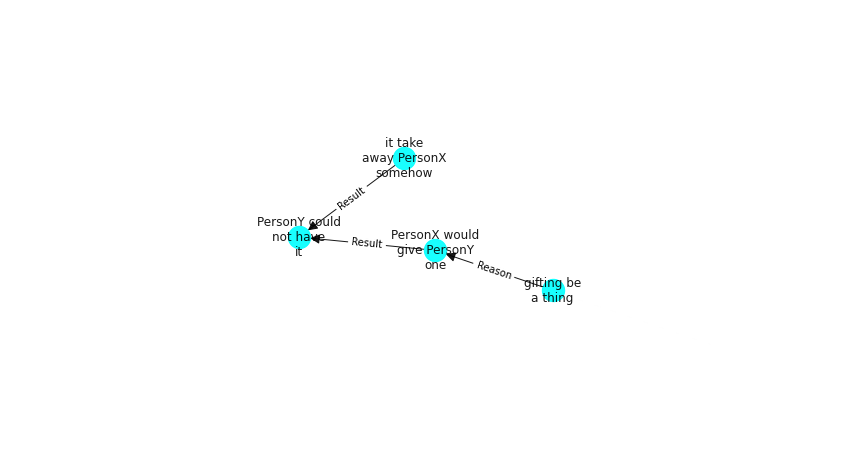 it take
away PersonX
somehow
Result
PersonY could
not have
it
Result
PersonX would
give PersonY
one
Reason
gifting be
a thing